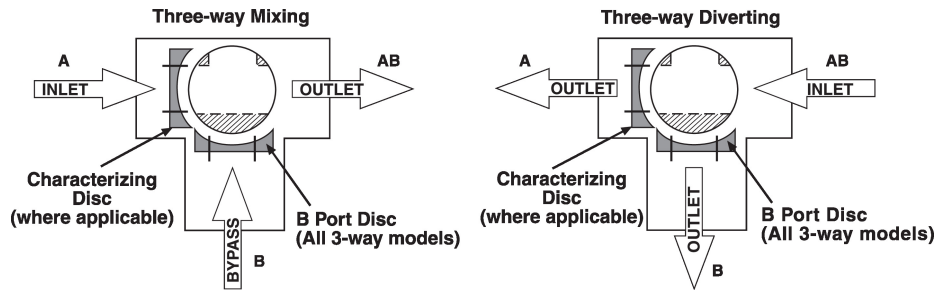 Three-way Mixing
A
INLET
AB
OUTLET
Characterizing
Disc
(where applicable)
BYPASS
B
B Port Disc
(All 3-way models)
Three-way Diverting
A
OUTLET
AB
INLET
Characterizing
Disc
(where applicable)
OUTLET
B
B Port Disc
(All 3-way models)